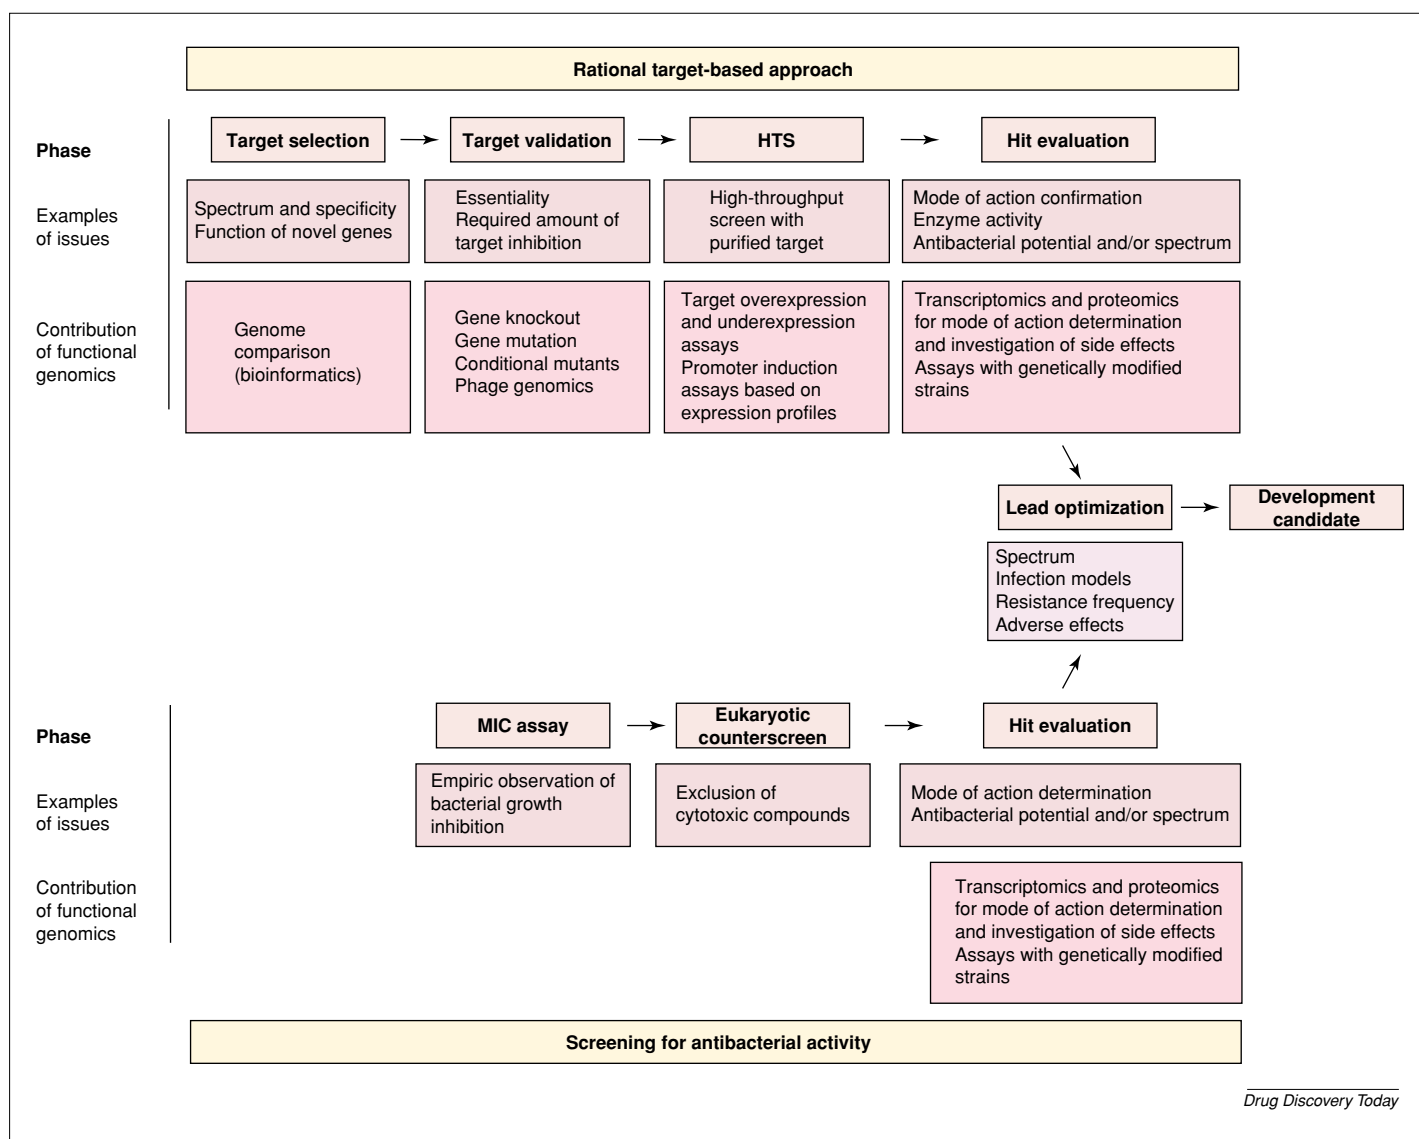 Rational target-based approach
Phase
Target selection
Target validation
HTS
Hit evaluation
Examples
of issues
Spectrum and specificity
Function of novel genes
Essentiality
Required amount of
target inhibition
High-throughput
screen with
purified target
Mode of action confirmation
Enzyme activity
Antibacterial potential and/or spectrum
Contribution
of functional
genomics
Genome
comparison
(bioinformatics)
Gene knockout
Gene mutation
Conditional mutants
Phage genomics
Target overexpression
and underexpression
assays
Promoter induction
assays based on
expression profiles
Transcriptomics and proteomics
for mode of action determination
and investigation of side effects
Assays with genetically modified
strains
Lead optimization
Development
candidate
Spectrum
Infection models
Resistance frequency
Adverse effects
Phase
MIC assay
Eukaryotic
counterscreen
Hit evaluation
Examples
of issues
Empiric observation of
bacterial growth
inhibition
Exclusion of
cytotoxic compounds
Mode of action determination
Antibacterial potential and/or spectrum
Contribution
of functional
genomics
Transcriptomics and proteomics
for mode of action determination
and investigation of side effects
Assays with genetically modified
strains
Screening for antibacterial activity
Drug Discovery Today